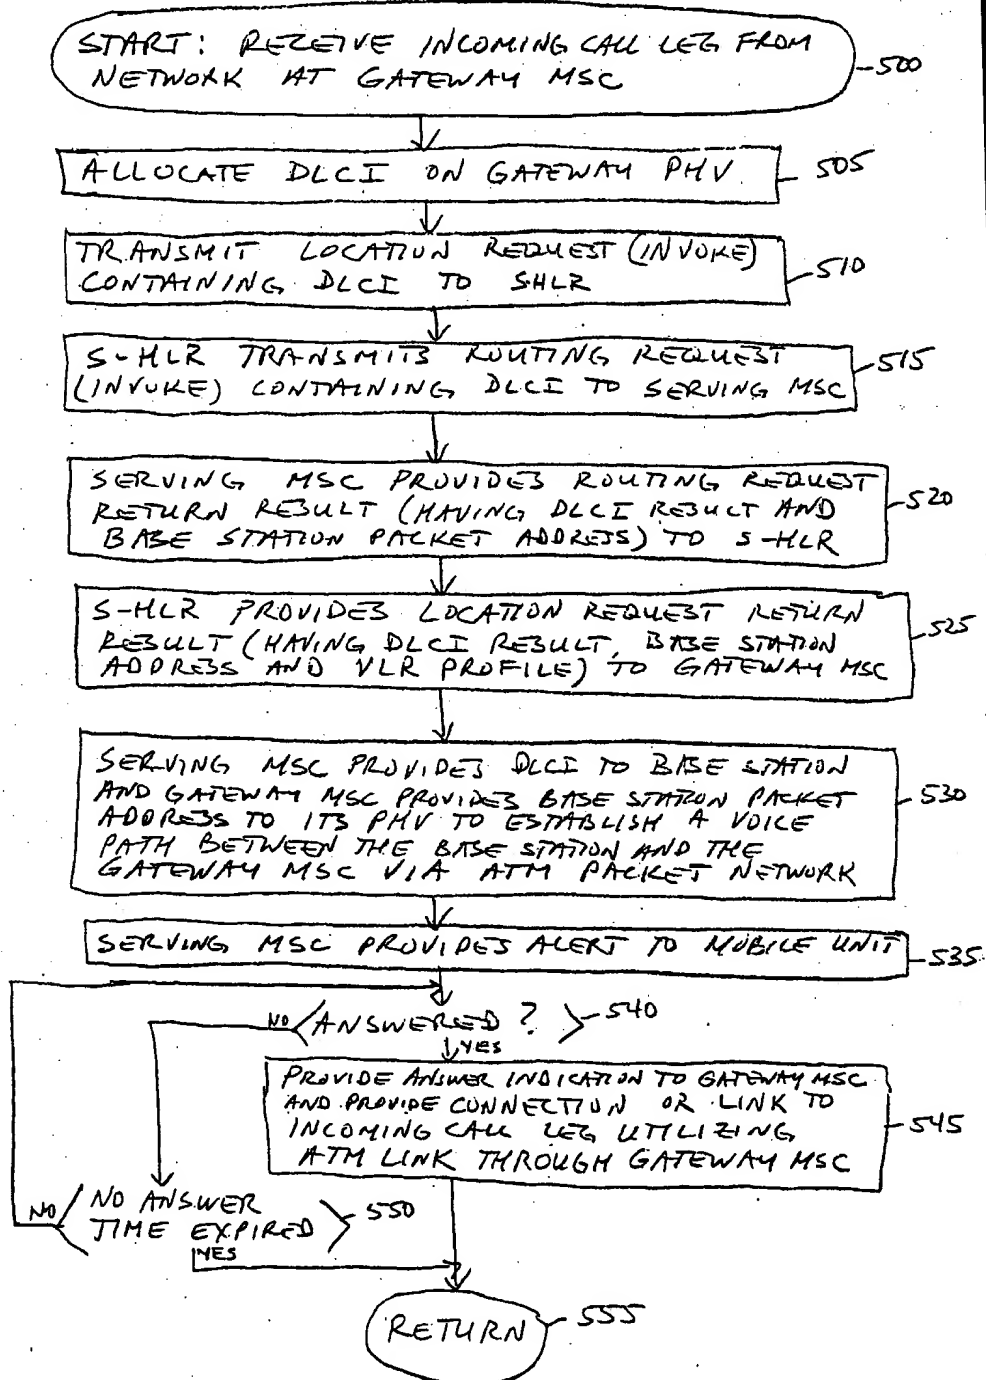 START: RECEIVE INCOMING CALL LEG FROM
NETWORK AT GATEWAY MSC
500
ALLOCATE DLCI ON GATEWAY PHV
505
TRANSMIT LOCATION REQUEST (INVOKE)
CONTAINING DLCI TO SHLR
510
S-HLR TRANSMITS ROUTING REQUEST
(INVOKE) CONTAINING DLCI TO SERVING MSC
515
SERVING MSC PROVIDES ROUTING REQUEST
RETURN RESULT (HAVING DLCI RESULT AND
BASE STATION PACKET ADDRESS) TO S-HLR
520
S-HLR PROVIDES LOCATION REQUEST RETURN
RESULT (HAVING DLCI RESULT, BASE STATION
ADDRESS AND VLR PROFILE) TO GATEWAY MSC
525
SERVING MSC PROVIDES DLCI TO BASE STATION
AND GATEWAY MSC PROVIDES BASE STATION PACKET
ADDRESS TO ITS PHV TO ESTABLISH A VOICE
PATH BETWEEN THE BASE STATION AND THE
GATEWAY MSC VIA ATM PACKET NETWORK
530
SERVING MSC PROVIDES ALERT TO MOBILE UNIT
535
NO ANSWERED? 540
YES
PROVIDE ANSWER INDICATION TO GATEWAY MSC
AND PROVIDE CONNECTION OR LINK TO
INCOMING CALL LEG UTILIZING
ATM LINK THROUGH GATEWAY MSC
545
NO
NO ANSWER
TIME EXPIRED
550
YES
RETURN
555